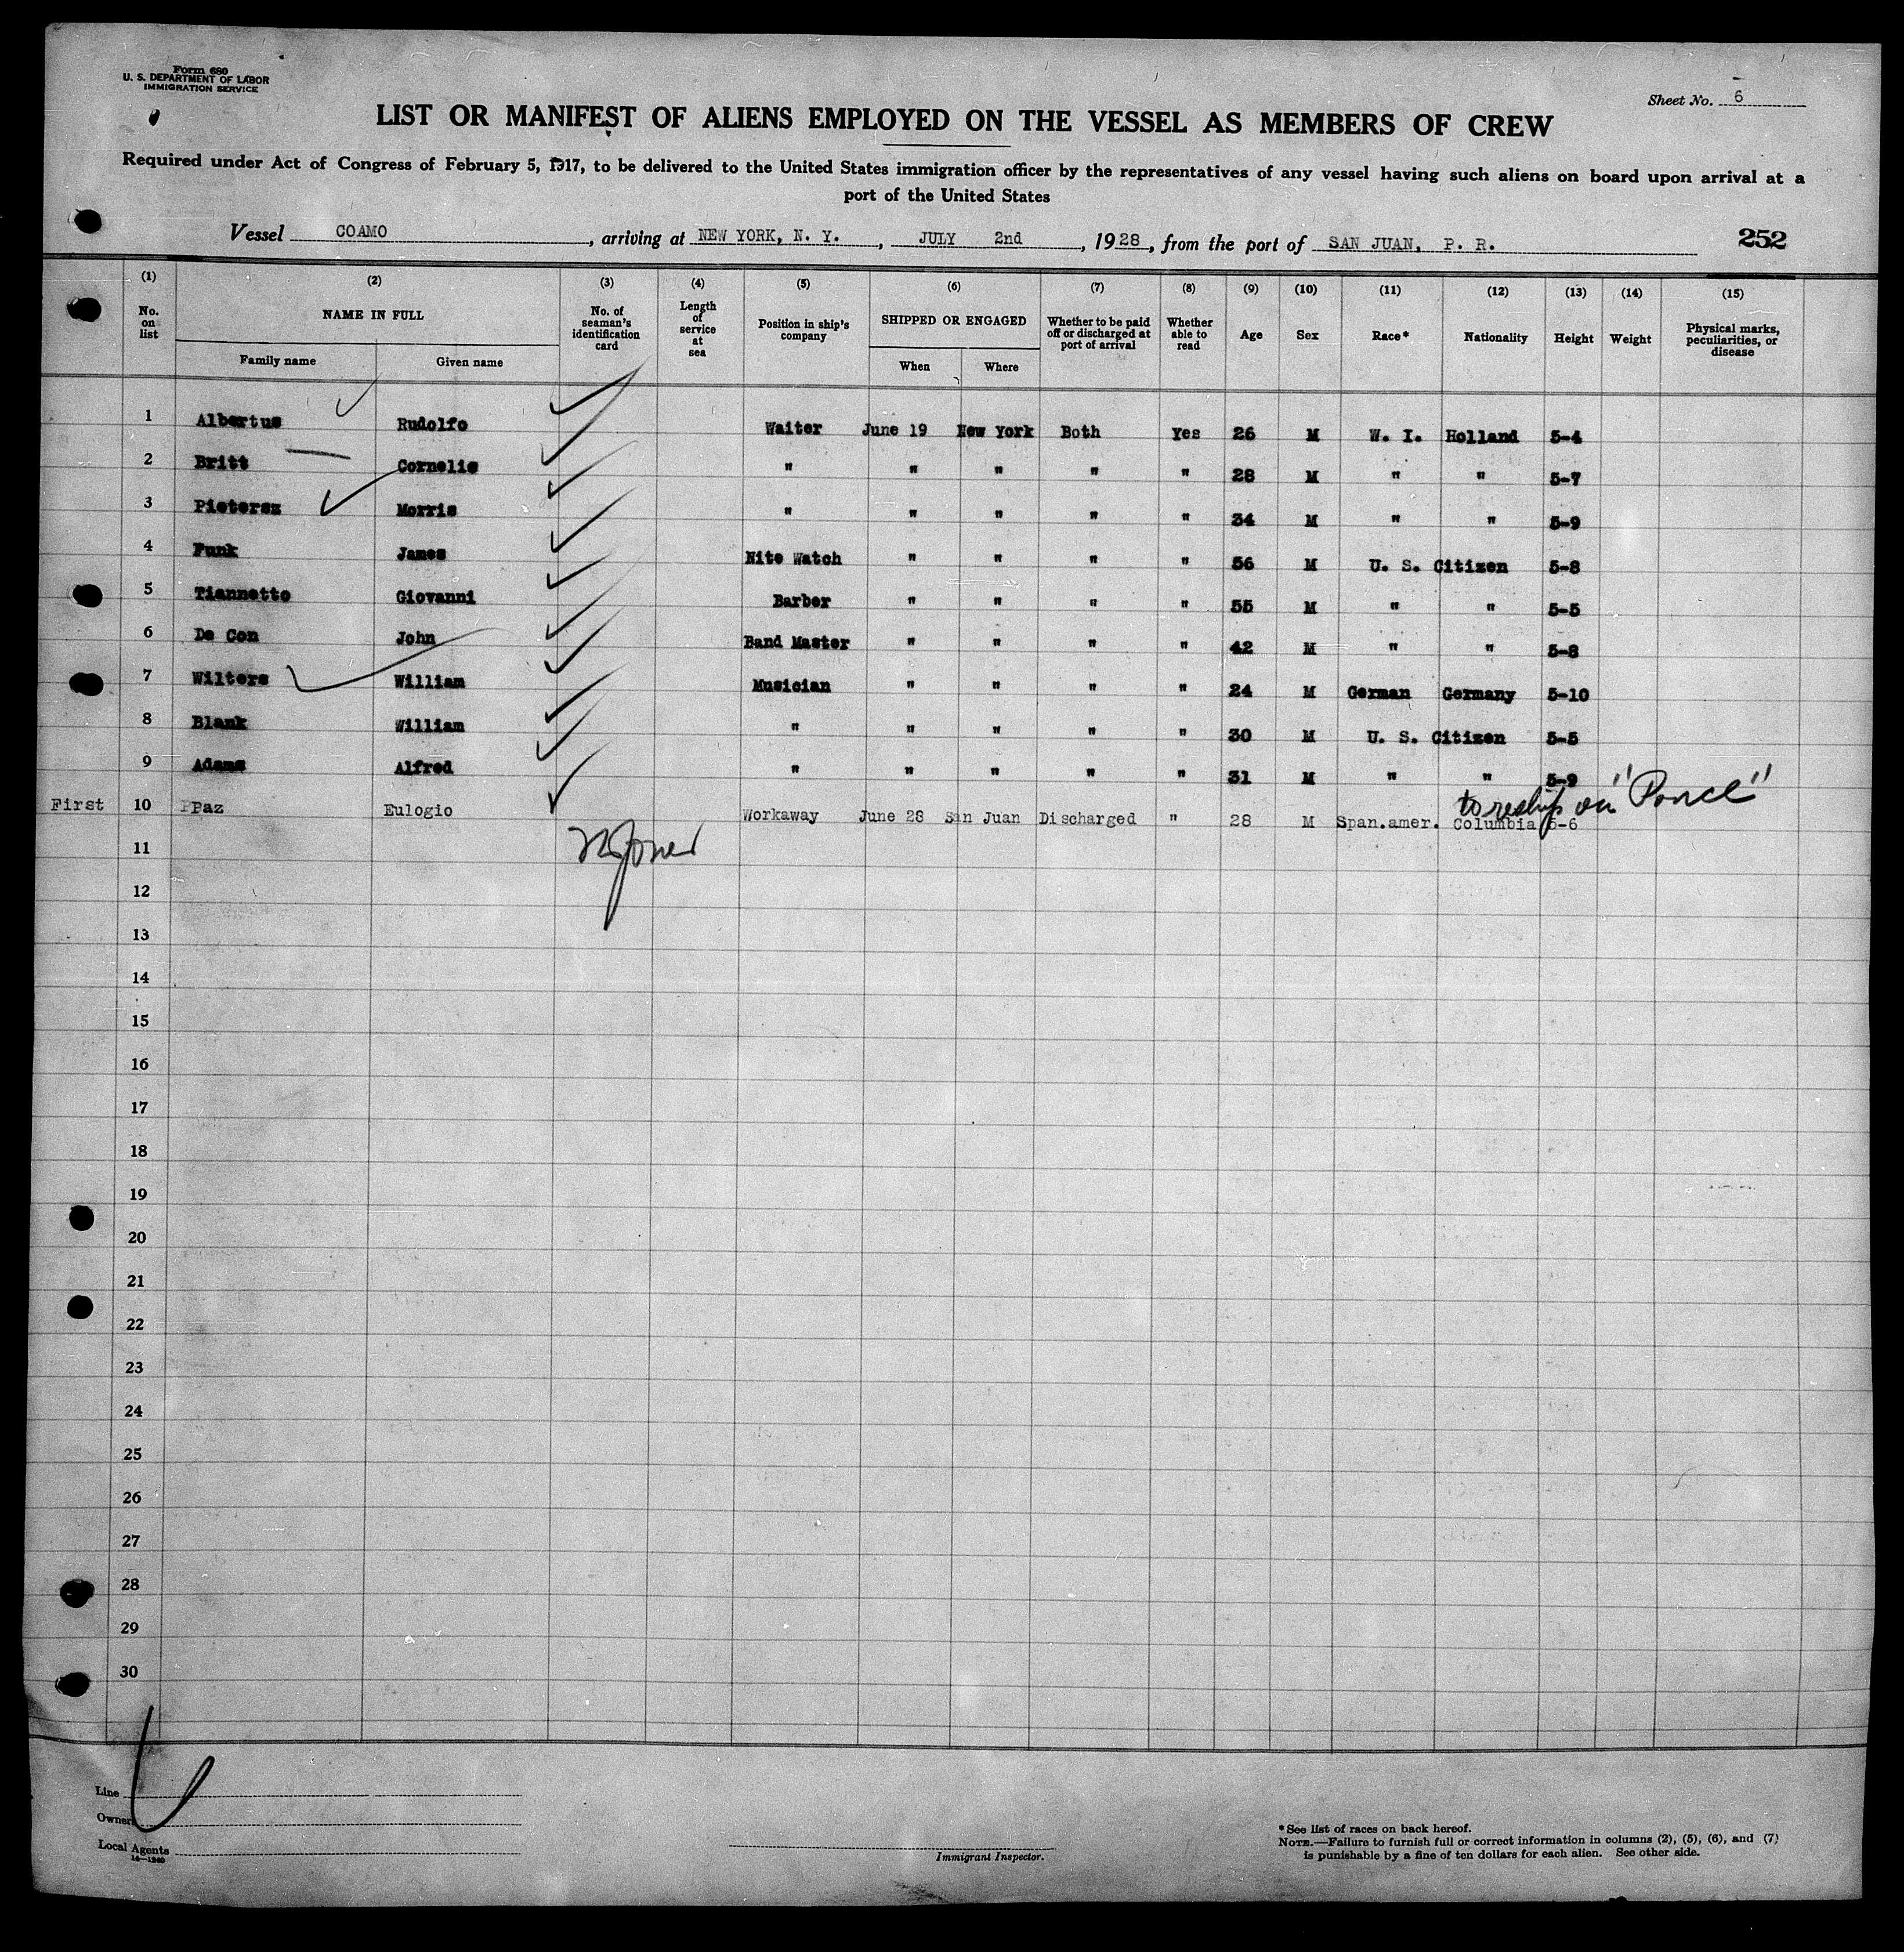 Form 680
U. S. DEPARTMENT OF LABOR
IMMIGRATION SERVICE
Sheet No. 6
LIST OR MANIFEST OF ALIENS EMPLOYED ON THE VESSEL AS MEMBERS OF CREW
Required under Act of Congress of February 5, 1917, to be delivered to the United States immigration officer by the representatives of any vessel having such aliens on board upon arrival at a
port of the United States
Vessel COAMO, arriving at NEW YORK, N. Y., JULY 2nd, 1928, from the port of SAN JUAN, P. R. 252
(1) (2) (3) (4) (5) (6) (7) (8) (9) (10) (11) (12) (13) (14) (15)
No. on list NAME IN FULL Family name Given name No. of seaman's identification card Length of service at sea Position in ship's company SHIPPED OR ENGAGED When Where Whether to be paid off or discharged at port of arrival Whether able to read Age Sex Race* Nationality Height Weight Physical marks, peculiarities, or disease
1 Albertus Rudolfo Waiter June 19 New York Both Yes 26 M W. I. Holland 5-4
2 Britt Cornelis " " " " " 28 M " " 5-7
3 Pietersz Morris " " " " " 34 M " " 5-9
4 Funk James Nite Watch " " " " 56 M U. S. Citizen 5-8
5 Tiannetto Giovanni Barber " " " " 55 M " " 5-5
6 De Con John Band Master " " " " 42 M " " 5-8
7 Wilters William Musician " " " " 24 M German Germany 5-10
8 Blank William " " " " " 30 M U. S. Citizen 5-5
9 Adams Alfred " " " " " 31 M " " 5-9
to reship on "Ponce"
First 10 PPaz Eulogio Workaway June 28 San Juan Discharged " 28 M Span.amer. Columbia 5-6
11
12
13
14
15
16
17
18
19
20
21
22
23
24
25
26
27
28
29
30
Line
Owner
Local Agents
14—1240
Immigrant Inspector.
*See list of races on back hereof.
NOTE.—Failure to furnish full or correct information in columns (2), (5), (6), and (7)
is punishable by a fine of ten dollars for each alien. See other side.